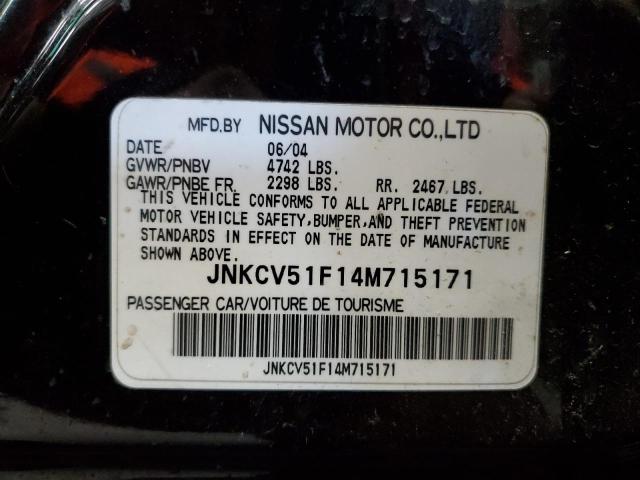 MFD.BY NISSAN MOTOR CO.,LTD
DATE 06/04
GVWR/PNBV 4742 LBS.
GAWR/PNBE FR. 2298 LBS. RR. 2467 LBS.
THIS VEHICLE CONFORMS TO ALL APPLICABLE FEDERAL
MOTOR VEHICLE SAFETY,BUMPER,AND THEFT PREVENTION
STANDARDS IN EFFECT ON THE DATE OF MANUFACTURE
SHOWN ABOVE.
JNKCV51F14M715171
PASSENGER CAR/VOITURE DE TOURISME
JNKCV51F14M715171